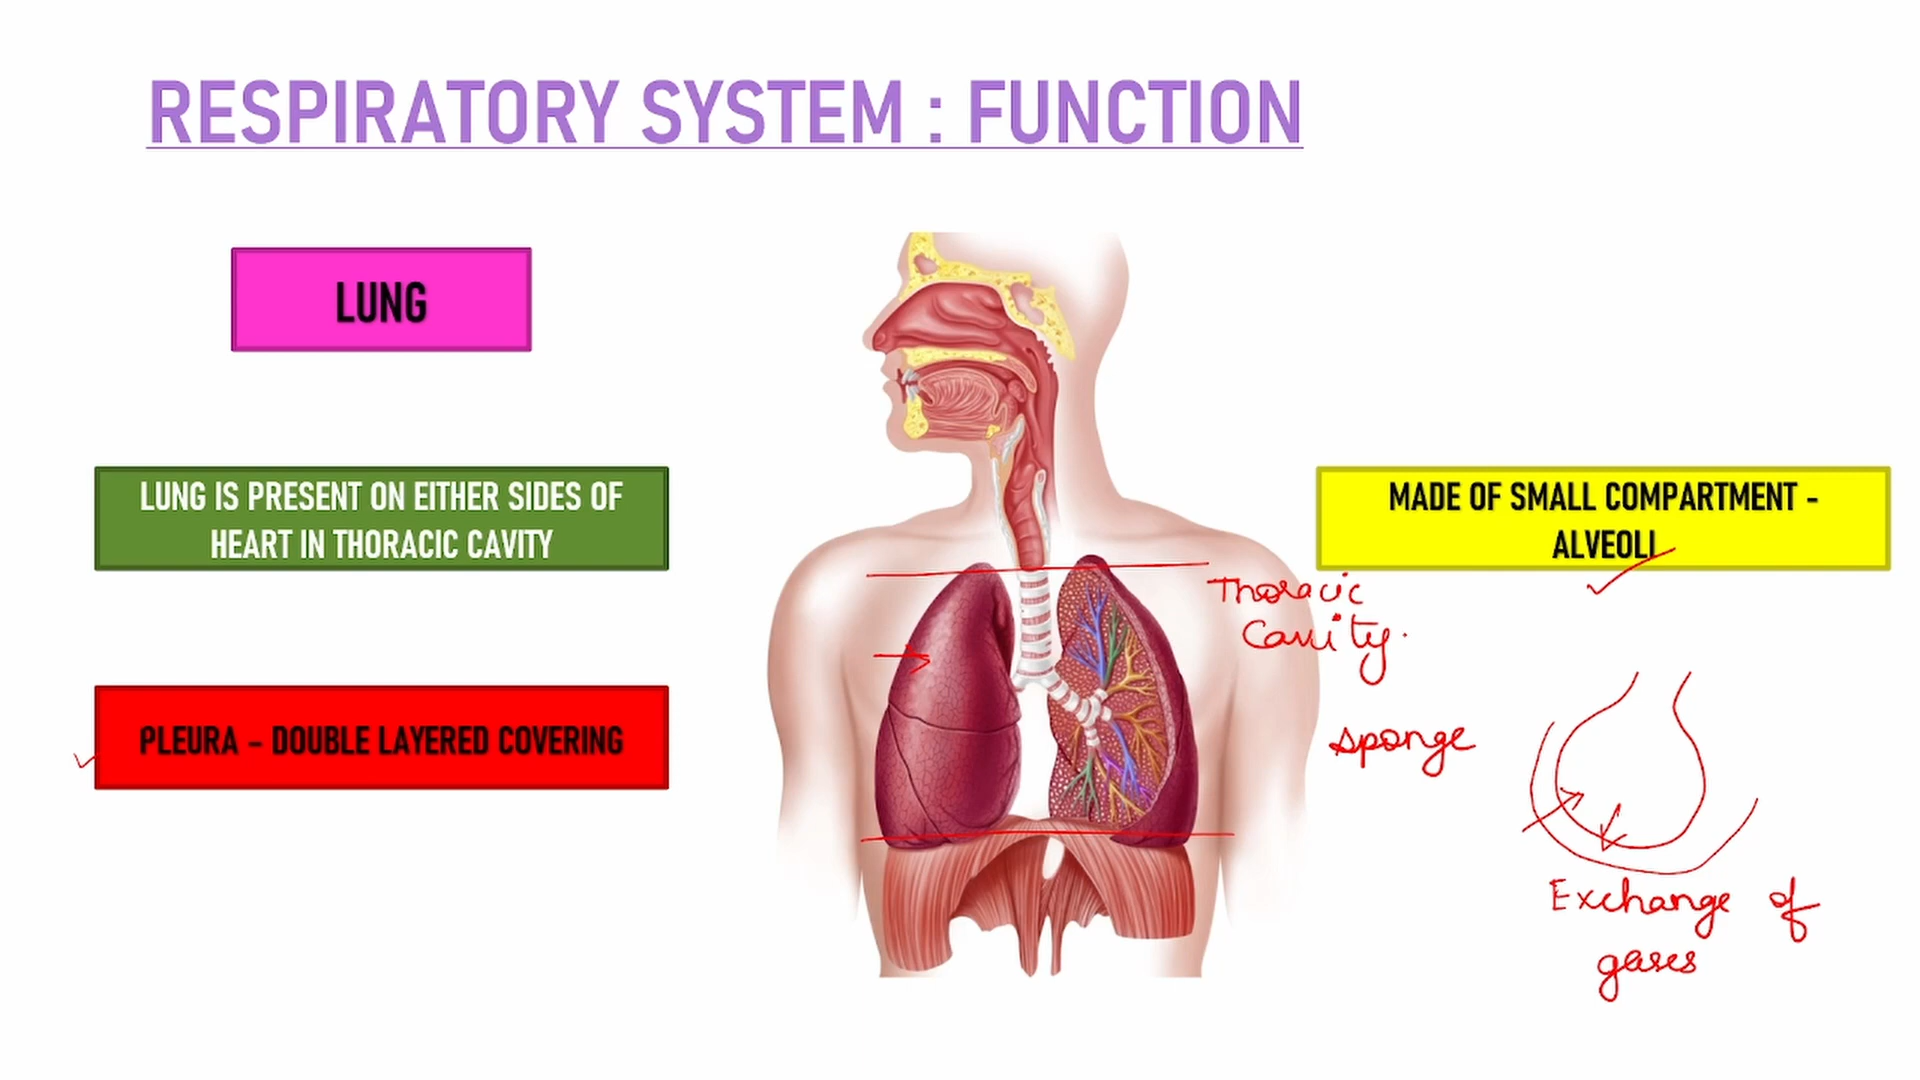 RESPIRATORY SYSTEM : FUNCTION
LUNG
LUNG IS PRESENT ON EITHER SIDES OF
HEART IN THORACIC CAVITY
PLEURA - DOUBLE LAYERED COVERING
MADE OF SMALL COMPARTMENT -
ALVEOLI
Thoracic
Cavity.
sponge
Exchange of
gases